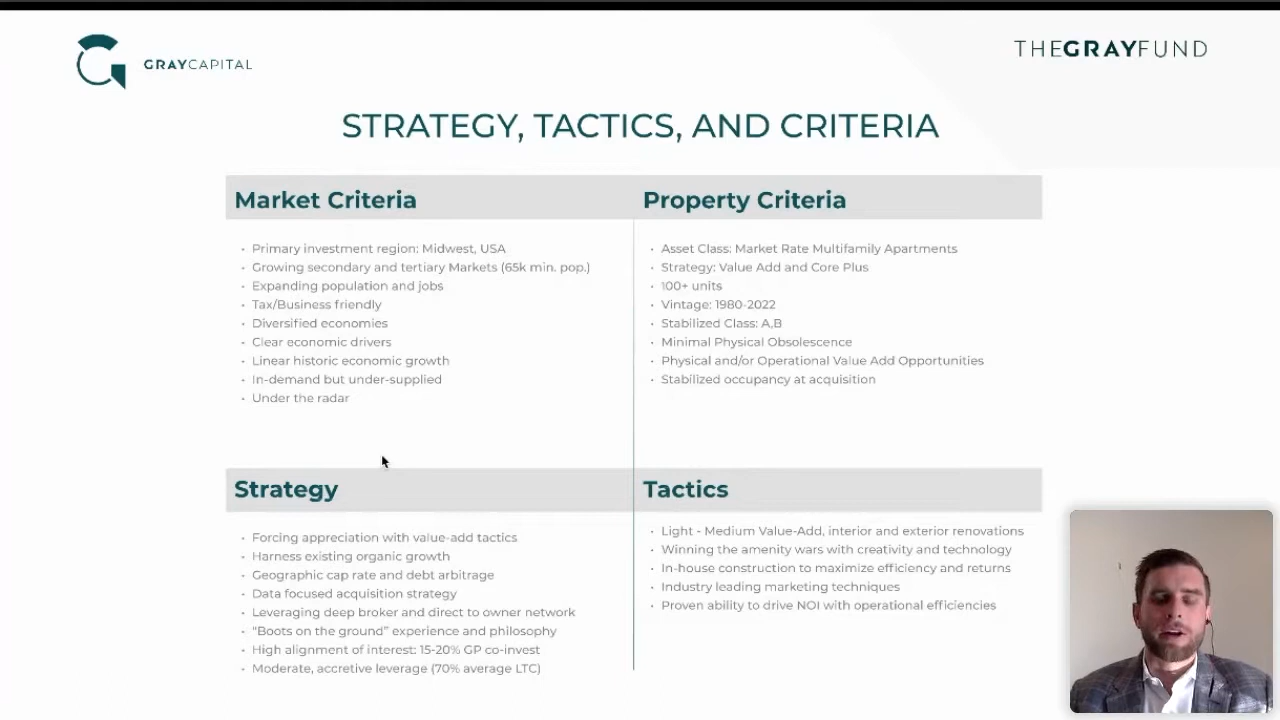 GRAYCAPITAL
THEGRAYFUND
STRATEGY, TACTICS, AND CRITERIA
Market Criteria
· Primary investment region: Midwest, USA
· Growing secondary and tertiary Markets (65k min. pop.)
· Expanding population and jobs
· Tax/Business friendly
· Diversified economies
· Clear economic drivers
· Linear historic economic growth
· In-demand but under-supplied
· Under the radar
Property Criteria
· Asset Class: Market Rate Multifamily Apartments
· Strategy: Value Add and Core Plus
· 100+ units
· Vintage: 1980-2022
· Stabilized Class: A,B
· Minimal Physical Obsolescence
· Physical and/or Operational Value Add Opportunities
· Stabilized occupancy at acquisition
Strategy
· Forcing appreciation with value-add tactics
· Harness existing organic growth
· Geographic cap rate and debt arbitrage
· Data focused acquisition strategy
· Leveraging deep broker and direct to owner network
· “Boots on the ground” experience and philosophy
· High alignment of interest: 15-20% GP co-invest
· Moderate, accretive leverage (70% average LTC)
Tactics
· Light - Medium Value-Add, interior and exterior renovations
· Winning the amenity wars with creativity and technology
· In-house construction to maximize efficiency and returns
· Industry leading marketing techniques
· Proven ability to drive NOI with operational efficiencies